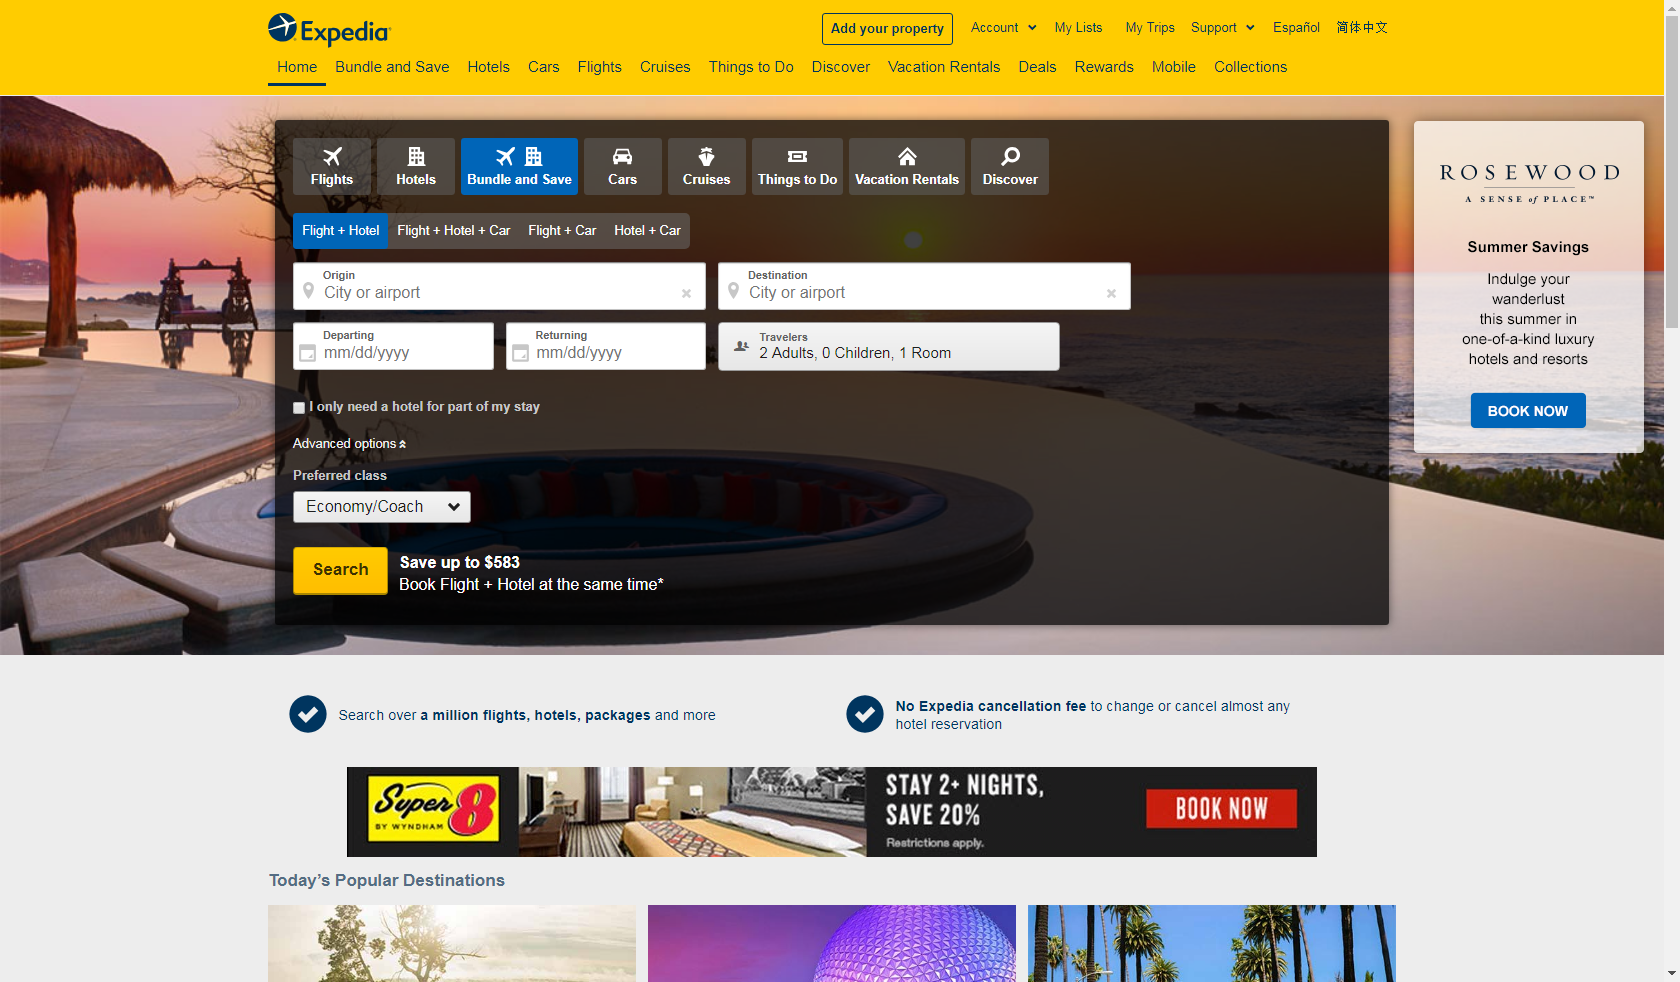 Expedia
Add your property
Account
My Lists
My Trips
Support
Español
简体中文
Home
Bundle and Save
Hotels
Cars
Flights
Cruises
Things to Do
Discover
Vacation Rentals
Deals
Rewards
Mobile
Collections
Flights
Hotels
Bundle and Save
Cars
Cruises
Things to Do
Vacation Rentals
Discover
Flight + Hotel
Flight + Hotel + Car
Flight + Car
Hotel + Car
Origin
City or airport
Destination
City or airport
Departing
mm/dd/yyyy
Returning
mm/dd/yyyy
Travelers
2 Adults, 0 Children, 1 Room
I only need a hotel for part of my stay
Advanced options
Preferred class
Economy/Coach
Search
Save up to $583
Book Flight + Hotel at the same time*
ROSEWOOD
A SENSE of PLACE™
Summer Savings
Indulge your
wanderlust
this summer in
one-of-a-kind luxury
hotels and resorts
BOOK NOW
Search over a million flights, hotels, packages and more
No Expedia cancellation fee to change or cancel almost any
hotel reservation
Super 8
BY WYNDHAM
STAY 2+ NIGHTS,
SAVE 20%
Restrictions apply.
BOOK NOW
Today’s Popular Destinations